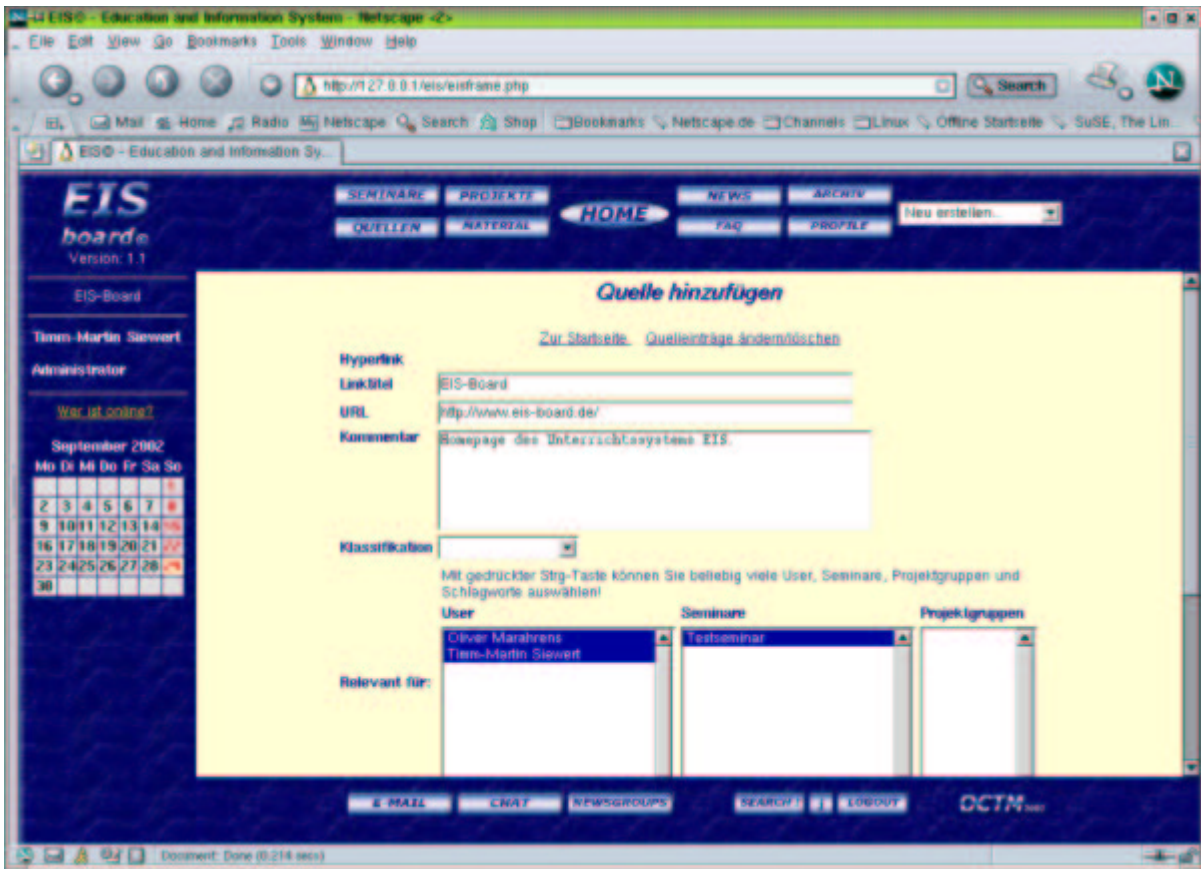 EIS© - Education and Information System - Netscape <2>
File Edit View Go Bookmarks Tools Window Help
http://127.0.0.1/eis/eisframe.php
Search
Mail Home Radio Netscape Search Shop Bookmarks Netscape.de Channels Linux Offline Startseite SuSE, The Lin...
EIS© - Education and Information Sy...
EIS
board©
Version: 1.1
SEMINARE PROJEKTE HOME NEWS ARCHIV
QUELLEN MATERIAL FAQ PROFILE
Neu erstellen...
EIS-Board
Timm-Martin Siewert
Administrator
Wer ist online?
September 2002
Mo Di Mi Do Fr Sa So
1
2 3 4 5 6 7 8
9 10 11 12 13 14 15
16 17 18 19 20 21 22
23 24 25 26 27 28 29
30
Quelle hinzufügen
Zur Startseite Quelleinträge ändern/löschen
Hyperlink
Linktitel EIS-Board
URL http://www.eis-board.de/
Kommentar Homepage des Unterrichtssystems EIS.
Klassifikation
Mit gedrückter Strg-Taste können Sie beliebig viele User, Seminare, Projektgruppen und
Schlagworte auswählen!
User Seminare Projektgruppen
Relevant für:
Oliver Marahrens Testseminar
Timm-Martin Siewert
E-MAIL CHAT NEWSGROUPS SEARCH ! i LOGOUT OCTM
Document: Done (0.214 secs)